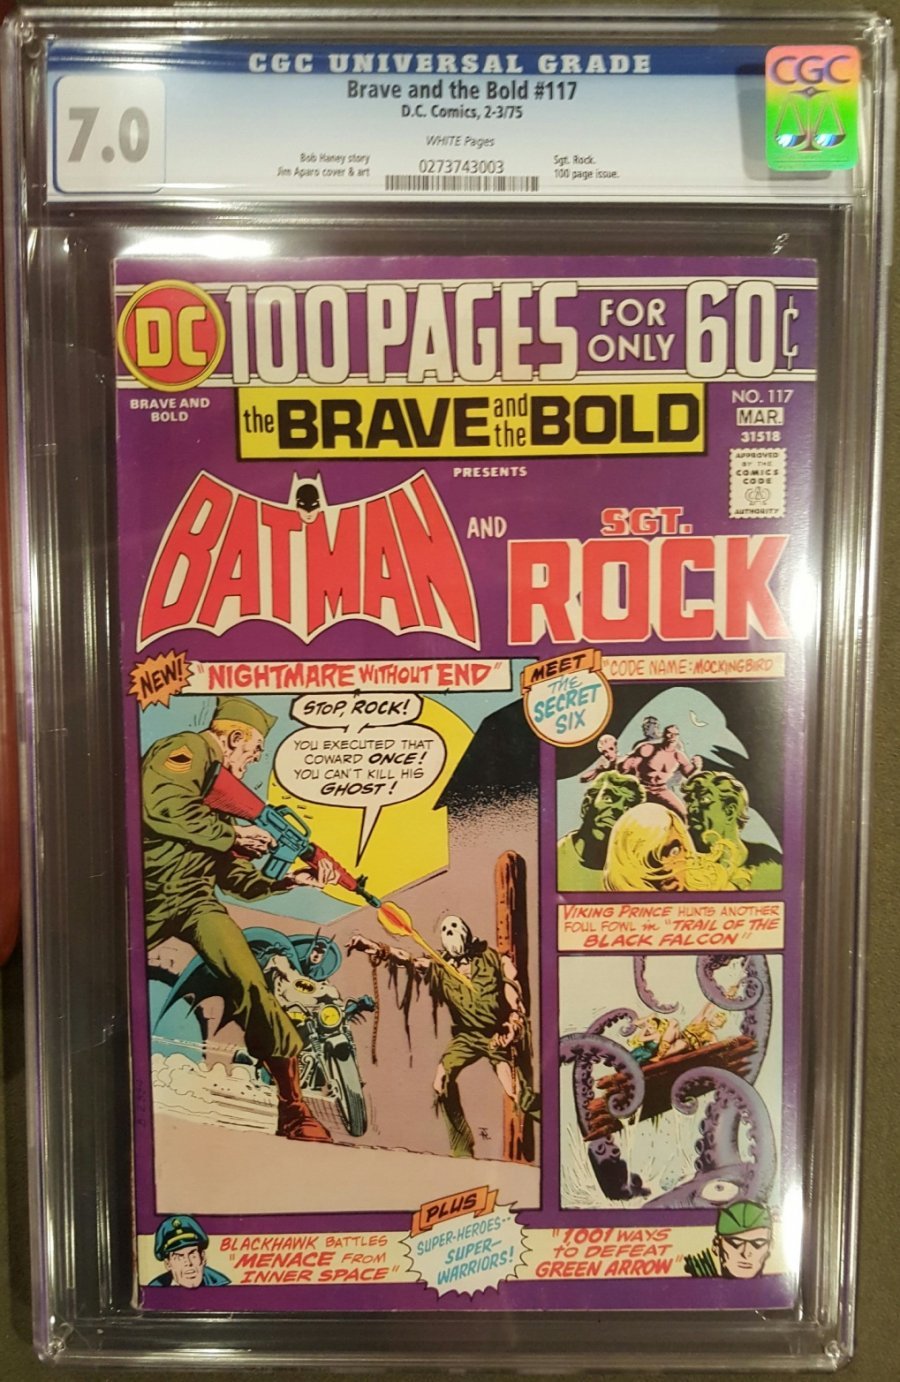 CGC UNIVERSAL GRADE
7.0
Brave and the Bold #117
D.C. Comics, 2-3/75
WHITE Pages
Bob Haney story
Jim Aparo cover & art
0273743003
Sgt. Rock.
100 page issue.
CGC
DC
100 PAGES
FOR
ONLY
60¢
BRAVE AND
BOLD
the BRAVE and the BOLD
NO. 117
MAR.
31518
APPROVED
BY THE
COMICS
CODE
AUTHORITY
PRESENTS
BATMAN
AND
SGT.
ROCK
NEW!
"NIGHTMARE WITHOUT END"
MEET
THE
SECRET
SIX
"CODE NAME: MOCKINGBIRD
STOP, ROCK!
YOU EXECUTED THAT
COWARD ONCE!
YOU CAN'T KILL HIS
GHOST!
VIKING PRINCE HUNTS ANOTHER
FOUL FOWL in "TRAIL OF THE
BLACK FALCON"
BLACKHAWK BATTLES
"MENACE FROM
INNER SPACE"
PLUS
SUPER-HEROES--
SUPER-
WARRIORS!
"1,001 WAYS
TO DEFEAT
GREEN ARROW"